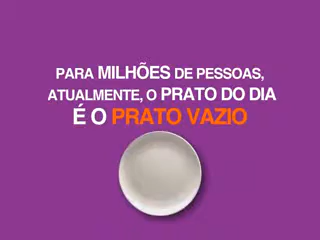 PARA MILHÕES DE PESSOAS,
ATUALMENTE, O PRATO DO DIA
É O PRATO VAZIO